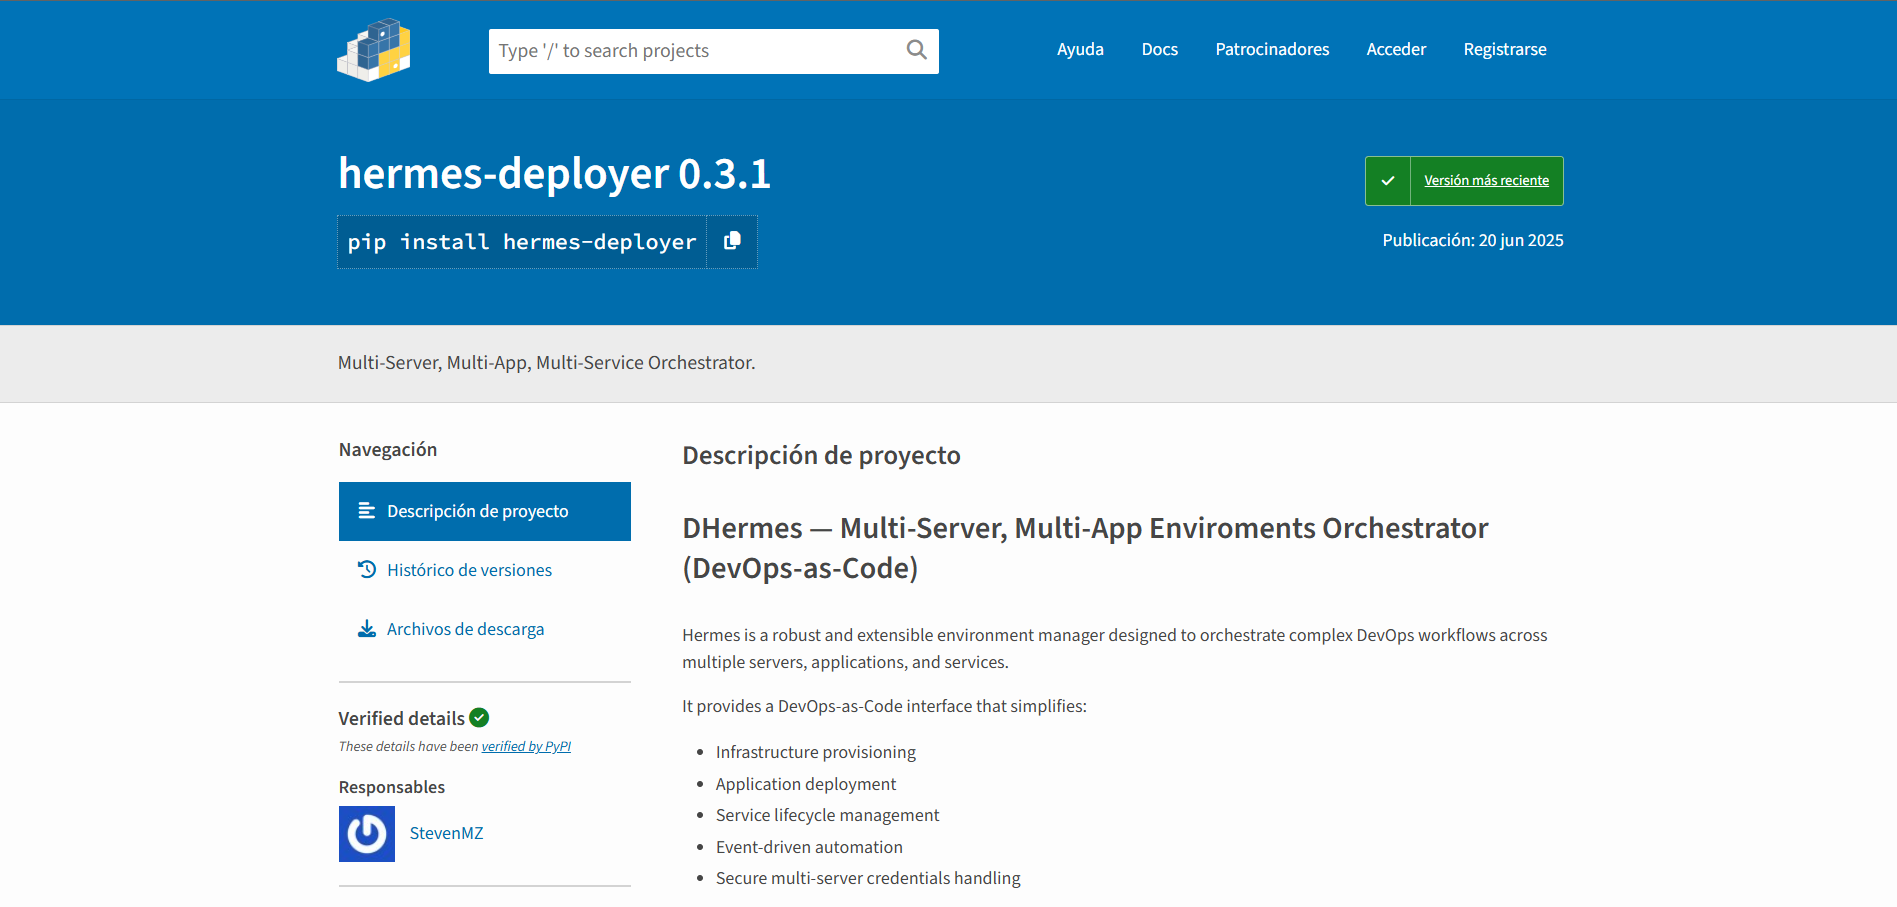 Type '/' to search projects
Ayuda
Docs
Patrocinadores
Acceder
Registrarse
hermes-deployer 0.3.1
pip install hermes-deployer
Versión más reciente
Publicación: 20 jun 2025
Multi-Server, Multi-App, Multi-Service Orchestrator.
Navegación
Descripción de proyecto
Histórico de versiones
Archivos de descarga
Verified details
These details have been verified by PyPI
Responsables
StevenMZ
Descripción de proyecto
DHermes — Multi-Server, Multi-App Enviroments Orchestrator
(DevOps-as-Code)
Hermes is a robust and extensible environment manager designed to orchestrate complex DevOps workflows across
multiple servers, applications, and services.
It provides a DevOps-as-Code interface that simplifies:
• Infrastructure provisioning
• Application deployment
• Service lifecycle management
• Event-driven automation
• Secure multi-server credentials handling